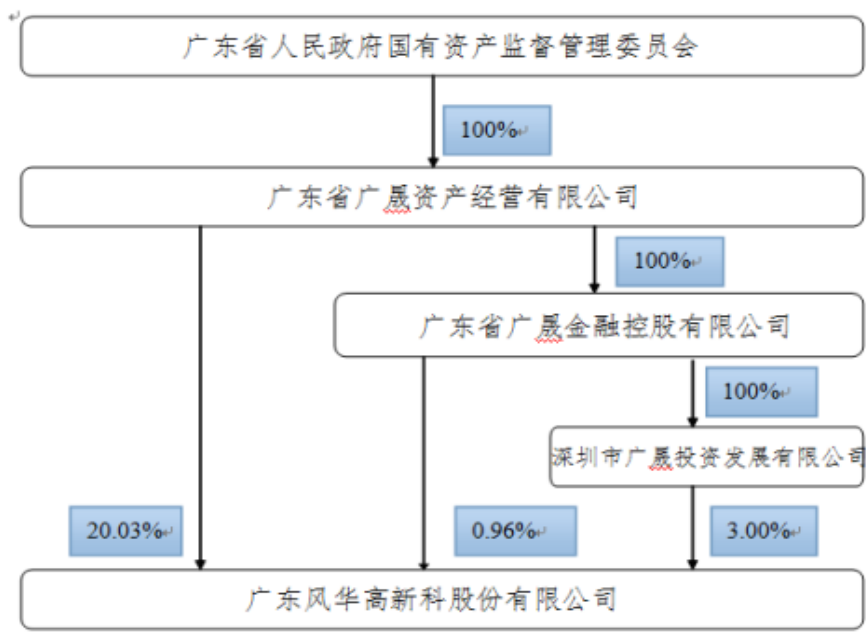 广东省人民政府国有资产监督管理委员会
100%
广东省广晟资产经营有限公司
100%
广东省广晟金融控股有限公司
100%
深圳市广晟投资发展有限公司
20.03%
0.96%
3.00%
广东风华高新科股份有限公司